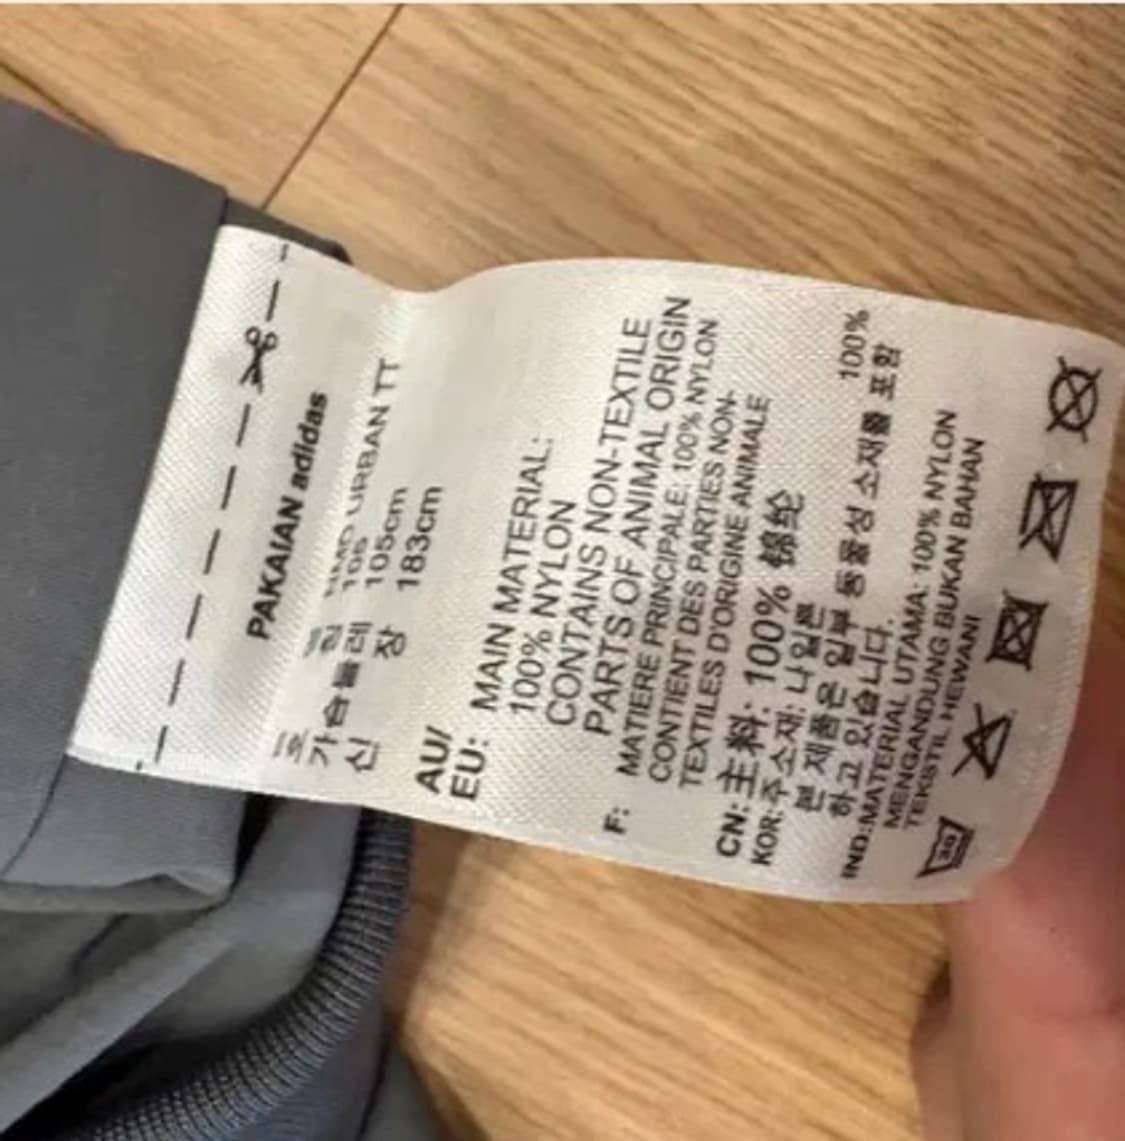 PAKAIAN adidas
호 칭 105
가슴둘레 105cm
신 장 183cm
NMD URBAN TT
AU/
EU: MAIN MATERIAL:
100% NYLON
CONTAINS NON-TEXTILE
PARTS OF ANIMAL ORIGIN
F: MATIERE PRINCIPALE: 100% NYLON
CONTIENT DES PARTIES NON-
TEXTILES D'ORIGINE ANIMALE
CN: 主料: 100% 锦纶
KOR: 주소재: 나일론 100%
본 제품은 일부 동물성 소재를 포함
하고 있습니다.
IND: MATERIAL UTAMA: 100% NYLON
MENGANDUNG BUKAN BAHAN
TEKSTIL HEWANI
30